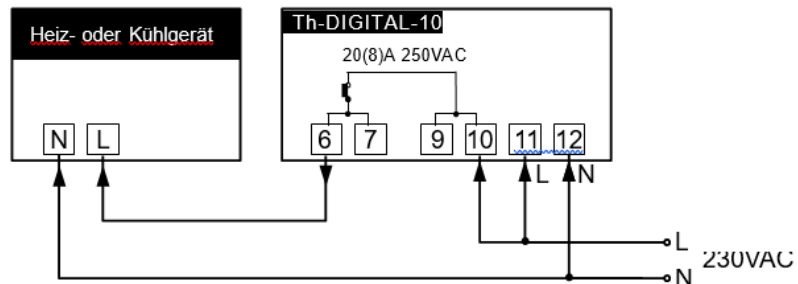 Heiz- oder Kühlgerät
Th-DIGITAL-10
20(8)A 250VAC
N L
6 7 9 10 11 12
L N
L
230VAC
N